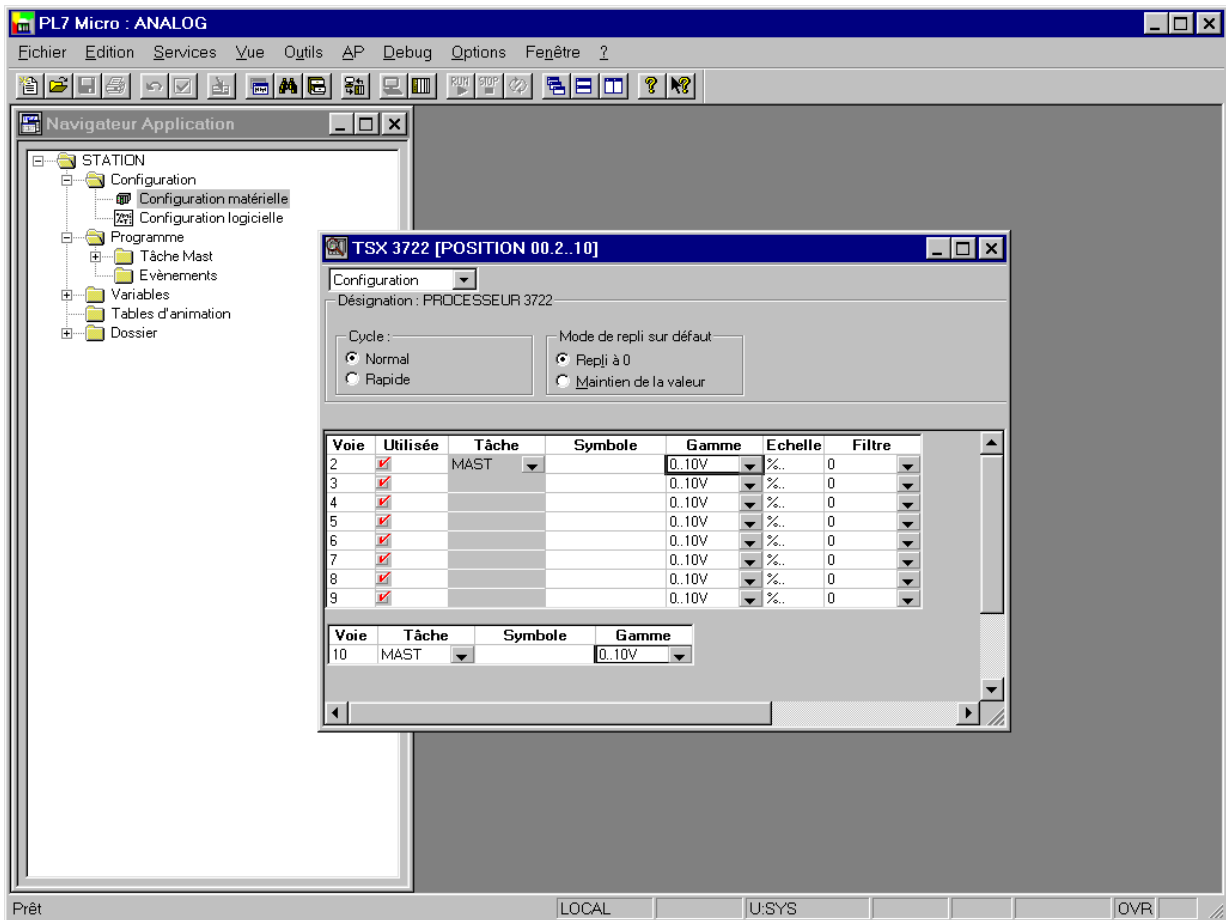 PL7 Micro : ANALOG
Fichier Edition Services Vue Outils AP Debug Options Fenêtre ?
RUN STOP
Navigateur Application
STATION
Configuration
Configuration matérielle
Configuration logicielle
Programme
Tâche Mast
Evènements
Variables
Tables d'animation
Dossier
TSX 3722 [POSITION 00.2..10]
Configuration
Désignation : PROCESSEUR 3722
Cycle :
Normal
Rapide
Mode de repli sur défaut
Repli à 0
Maintien de la valeur
Voie Utilisée Tâche Symbole Gamme Echelle Filtre
2 MAST 0..10V %.. 0
3 0..10V %.. 0
4 0..10V %.. 0
5 0..10V %.. 0
6 0..10V %.. 0
7 0..10V %.. 0
8 0..10V %.. 0
9 0..10V %.. 0
Voie Tâche Symbole Gamme
10 MAST 0..10V
Prêt LOCAL U:SYS OVR